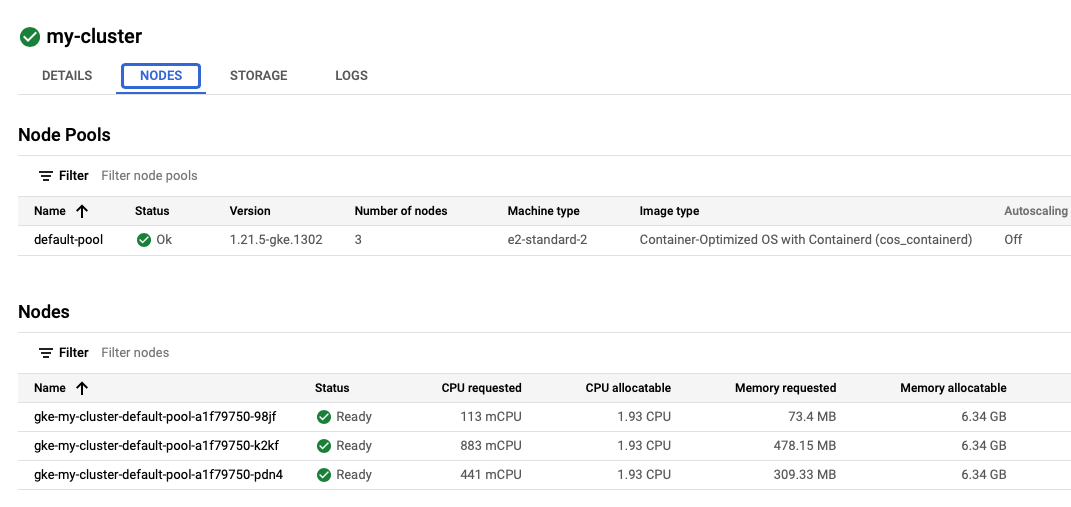 my-cluster
DETAILS NODES STORAGE LOGS
Node Pools
Filter Filter node pools
Name Status Version Number of nodes Machine type Image type Autoscaling
default-pool Ok 1.21.5-gke.1302 3 e2-standard-2 Container-Optimized OS with Containerd (cos_containerd) Off
Nodes
Filter Filter nodes
Name Status CPU requested CPU allocatable Memory requested Memory allocatable
gke-my-cluster-default-pool-a1f79750-98jf Ready 113 mCPU 1.93 CPU 73.4 MB 6.34 GB
gke-my-cluster-default-pool-a1f79750-k2kf Ready 883 mCPU 1.93 CPU 478.15 MB 6.34 GB
gke-my-cluster-default-pool-a1f79750-pdn4 Ready 441 mCPU 1.93 CPU 309.33 MB 6.34 GB